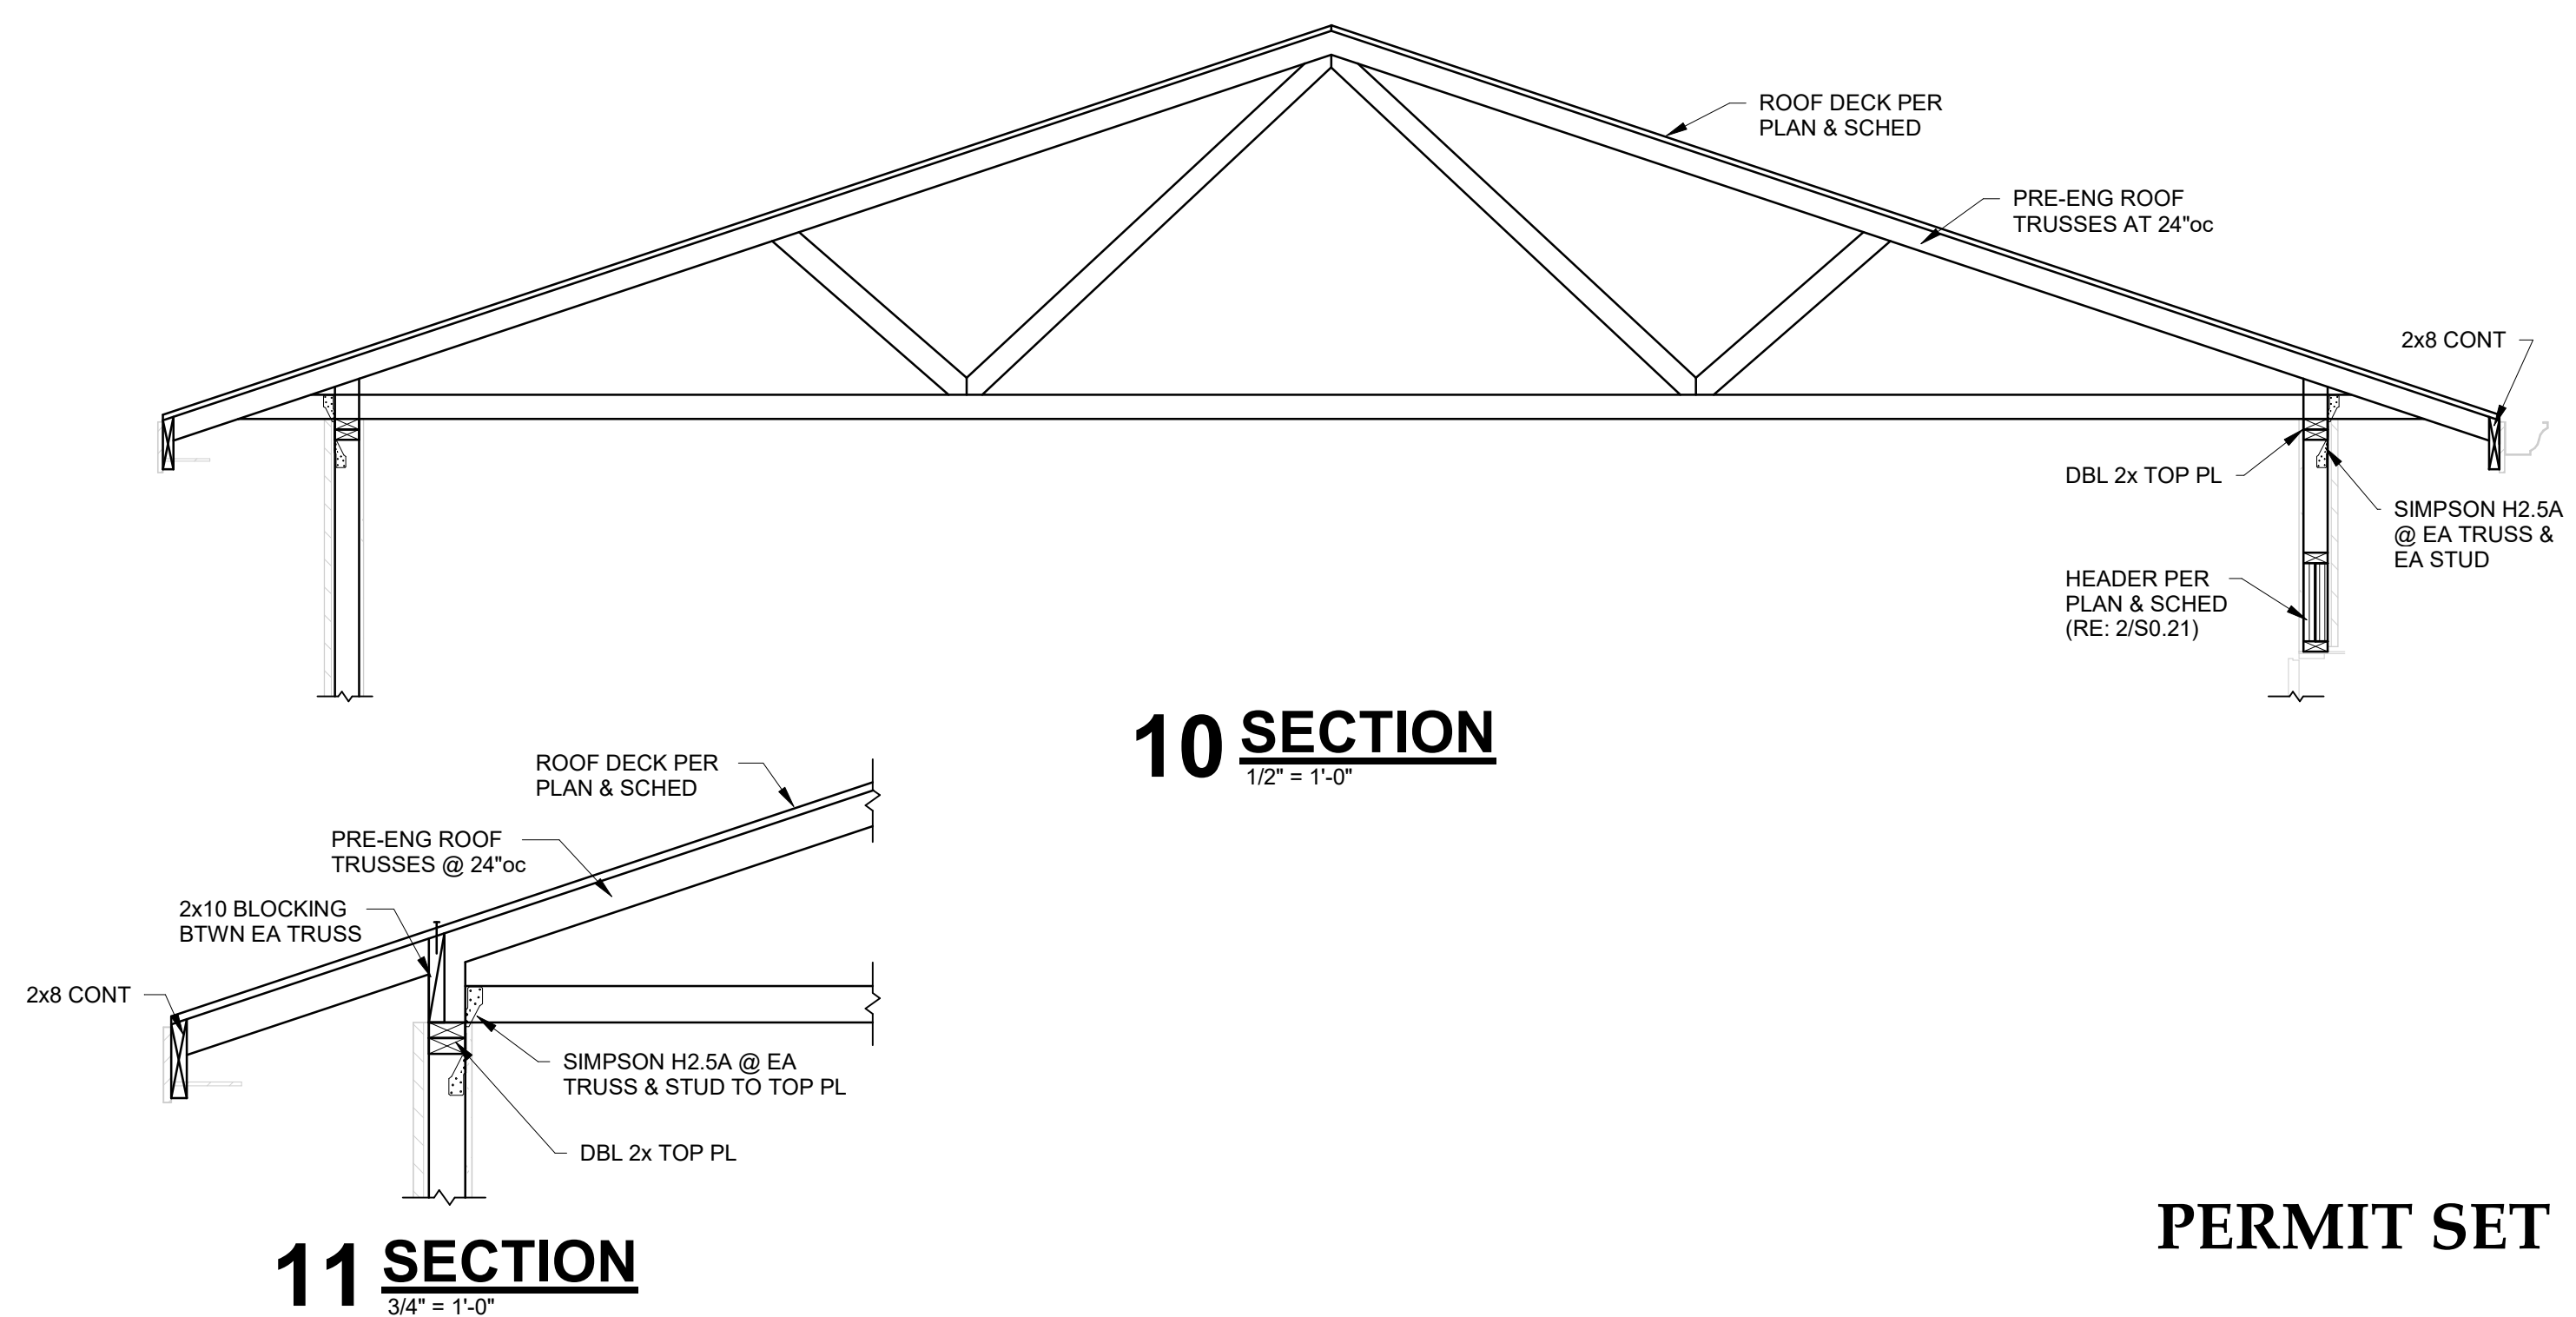 ROOF DECK PER
PLAN & SCHED
PRE-ENG ROOF
TRUSSES AT 24"oc
2x8 CONT
DBL 2x TOP PL
SIMPSON H2.5A
@ EA TRUSS &
EA STUD
HEADER PER
PLAN & SCHED
(RE: 2/S0.21)
10 SECTION
1/2" = 1'-0"
ROOF DECK PER
PLAN & SCHED
PRE-ENG ROOF
TRUSSES @ 24"oc
2x10 BLOCKING
BTWN EA TRUSS
2x8 CONT
SIMPSON H2.5A @ EA
TRUSS & STUD TO TOP PL
DBL 2x TOP PL
11 SECTION
3/4" = 1'-0"
PERMIT SET